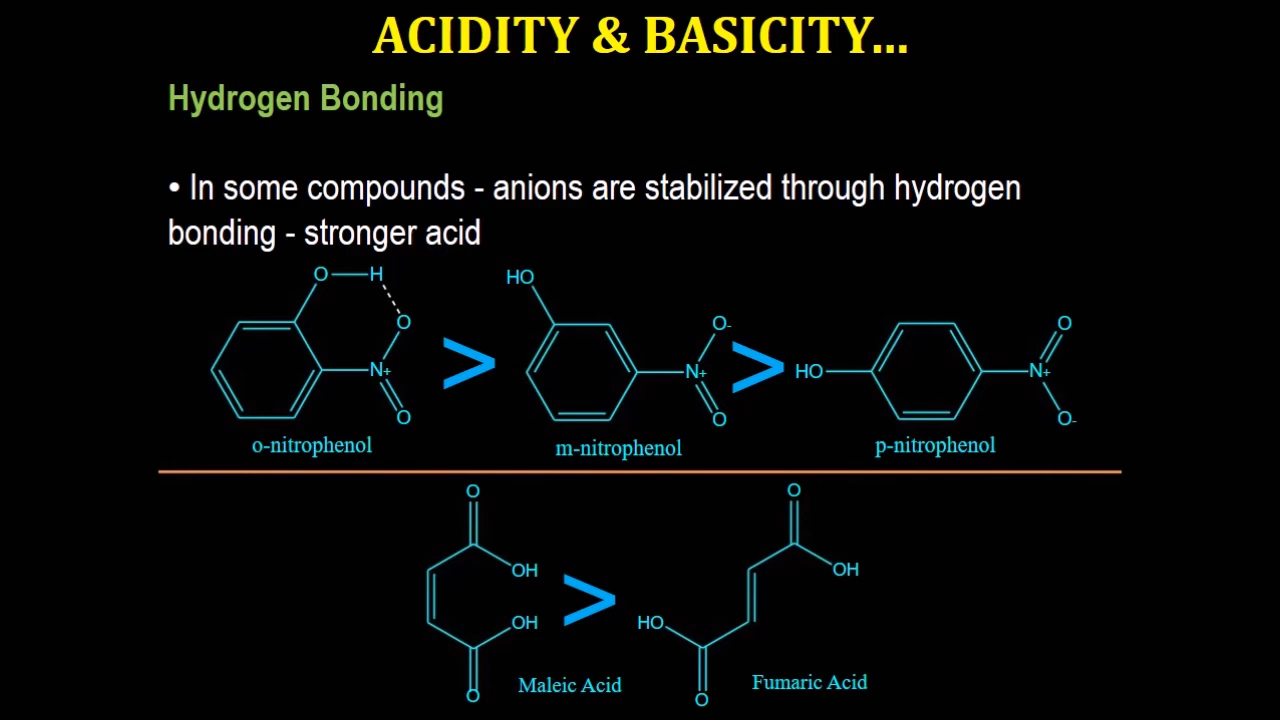 ACIDITY & BASICITY...
Hydrogen Bonding
• In some compounds - anions are stabilized through hydrogen
bonding - stronger acid
O H
O
N+
O
o-nitrophenol
>
HO
O-
N+
O
m-nitrophenol
>
HO
O
N+
O-
p-nitrophenol
O
OH
OH
O
Maleic Acid
>
O
OH
HO
O
Fumaric Acid